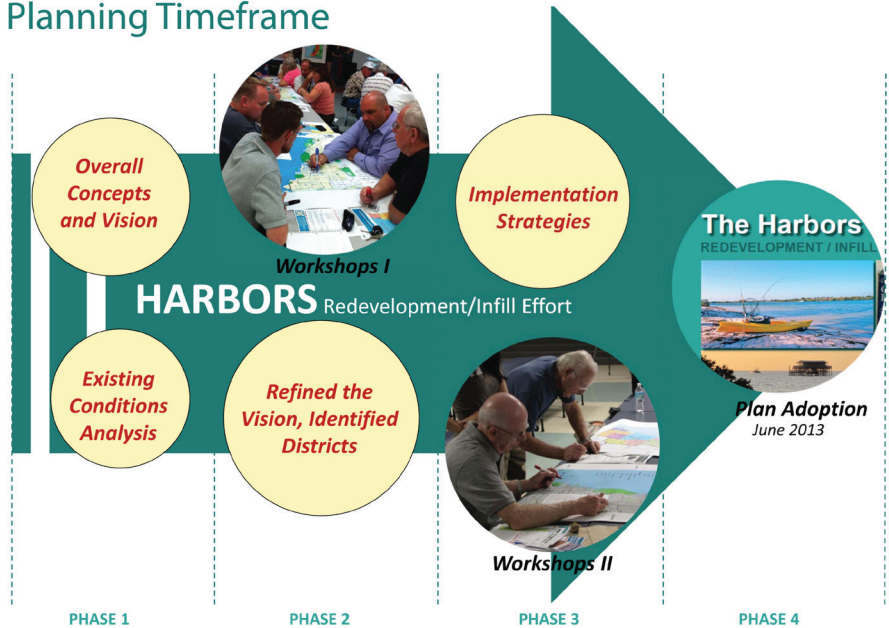 Planning Timeframe
Overall
Concepts
and Vision
Workshops I
Implementation
Strategies
The Harbors
REDEVELOPMENT / INFILL
HARBORS Redevelopment/Infill Effort
Existing
Conditions
Analysis
Refined the
Vision, Identified
Districts
Workshops II
Plan Adoption
June 2013
PHASE 1
PHASE 2
PHASE 3
PHASE 4